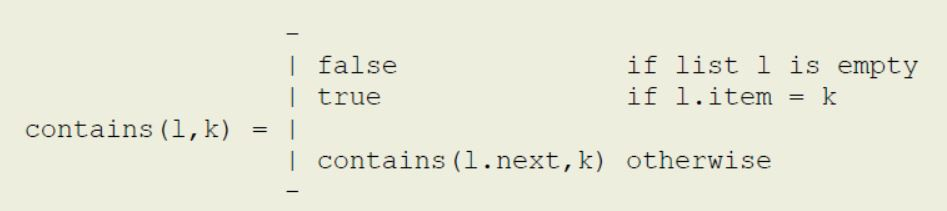 -
| false if list l is empty
| true if l.item = k
contains(l,k) = |
| contains(l.next,k) otherwise
-